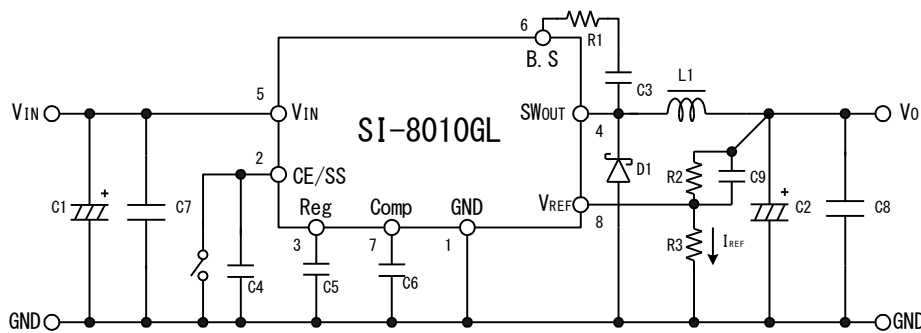 6
R1
B.S
C3
L1
VIN
5
VIN
SWOUT
4
VO
SI-8010GL
2
CE/SS
D1
R2
C9
C1
+
C7
Reg
Comp
GND
VREF
8
C2
+
C8
3
7
1
R3
IREF
C4
C5
C6
GND
GND